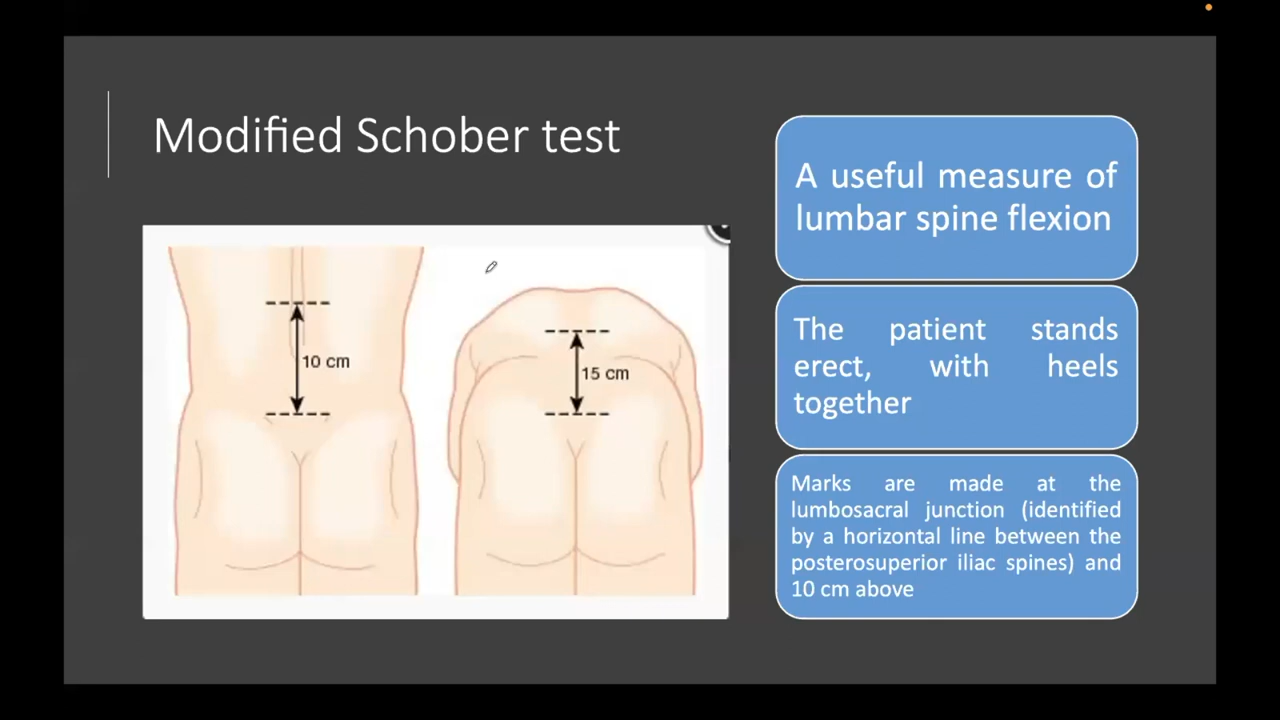 Modified Schober test
10 cm
15 cm
A useful measure of
lumbar spine flexion
The patient stands
erect, with heels
together
Marks are made at the
lumbosacral junction (identified
by a horizontal line between the
posterosuperior iliac spines) and
10 cm above